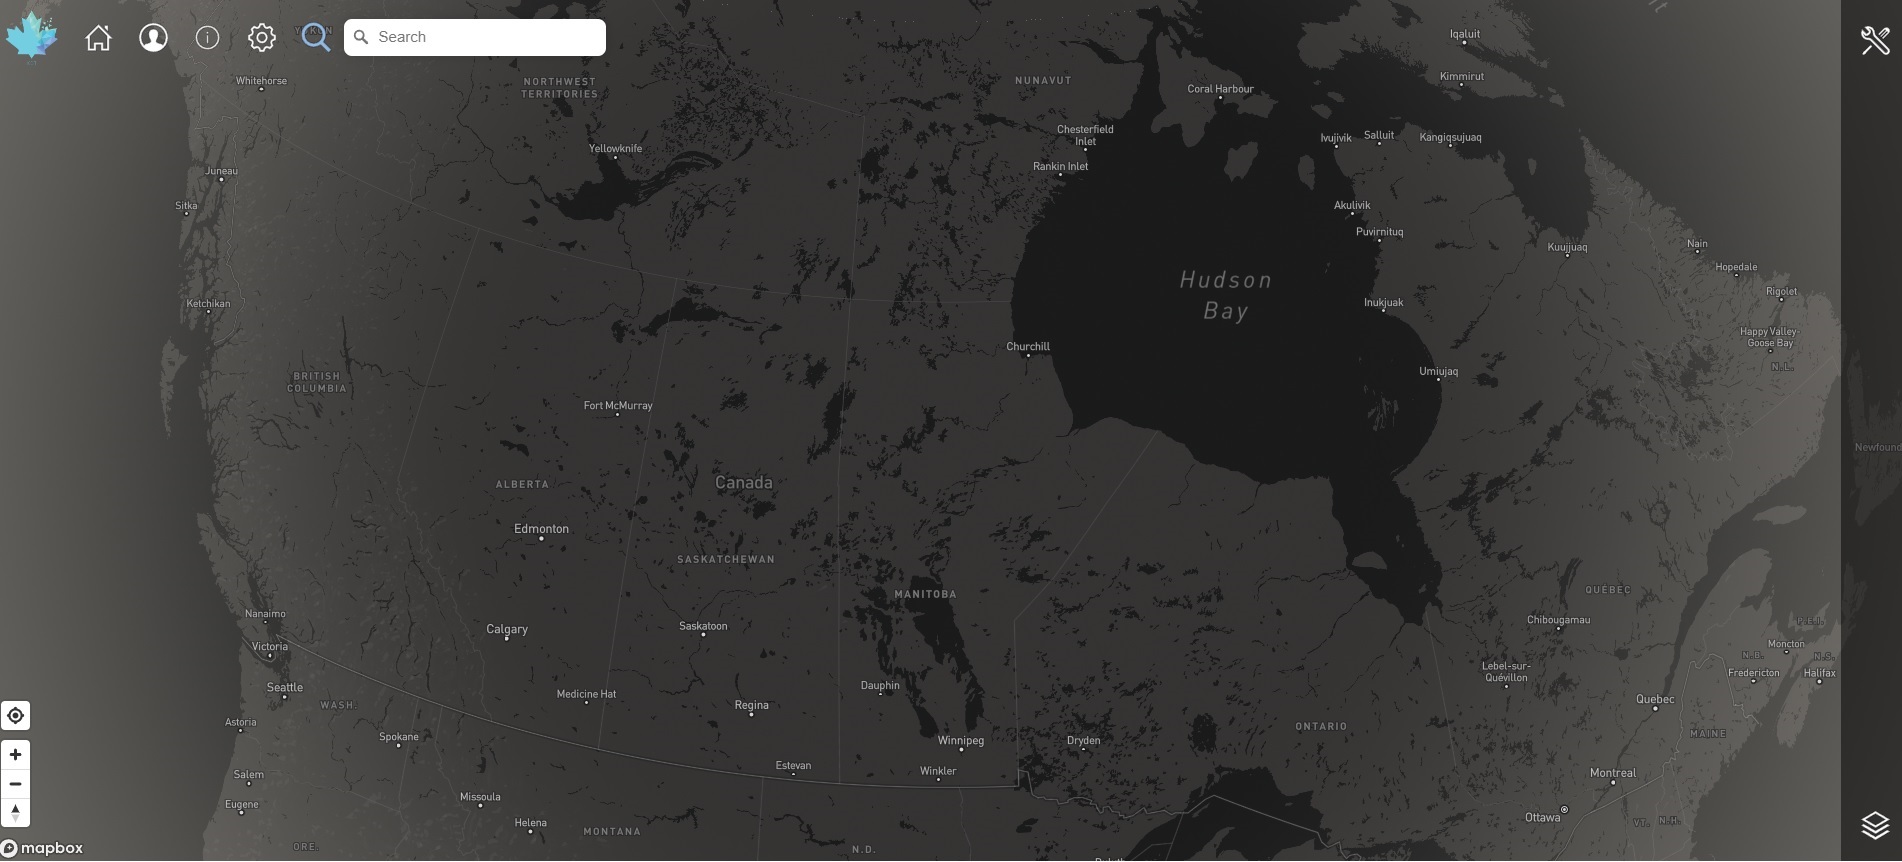 YUKON
Search
Iqaluit
Whitehorse
NORTHWEST
TERRITORIES
NUNAVUT
Kimmirut
Coral Harbour
Chesterfield
Inlet
Ivujivik
Salluit
Kangiqsujuaq
Yellowknife
Rankin Inlet
Juneau
Sitka
Akulivik
Puvirnituq
Kuujjuaq
Nain
Hopedale
Hudson
Bay
Rigolet
Ketchikan
Inukjuak
Happy Valley-
Goose Bay
N.L.
Churchill
Umiujaq
BRITISH
COLUMBIA
Fort McMurray
Newfound
ALBERTA
Canada
Edmonton
SASKATCHEWAN
MANITOBA
QUÉBEC
Nanaimo
Calgary
Saskatoon
Chibougamau
P.E.I.
Victoria
Moncton
N.B.
N.S.
Lebel-sur-
Quévillon
Fredericton
Halifax
Seattle
Medicine Hat
Dauphin
WASH.
Regina
Quebec
Astoria
ONTARIO
MAINE
Spokane
Winnipeg
Dryden
Estevan
Winkler
Salem
Montreal
Missoula
Eugene
Helena
Ottawa
VT.
N.H.
MONTANA
ORE.
N.D.
mapbox
Duluth